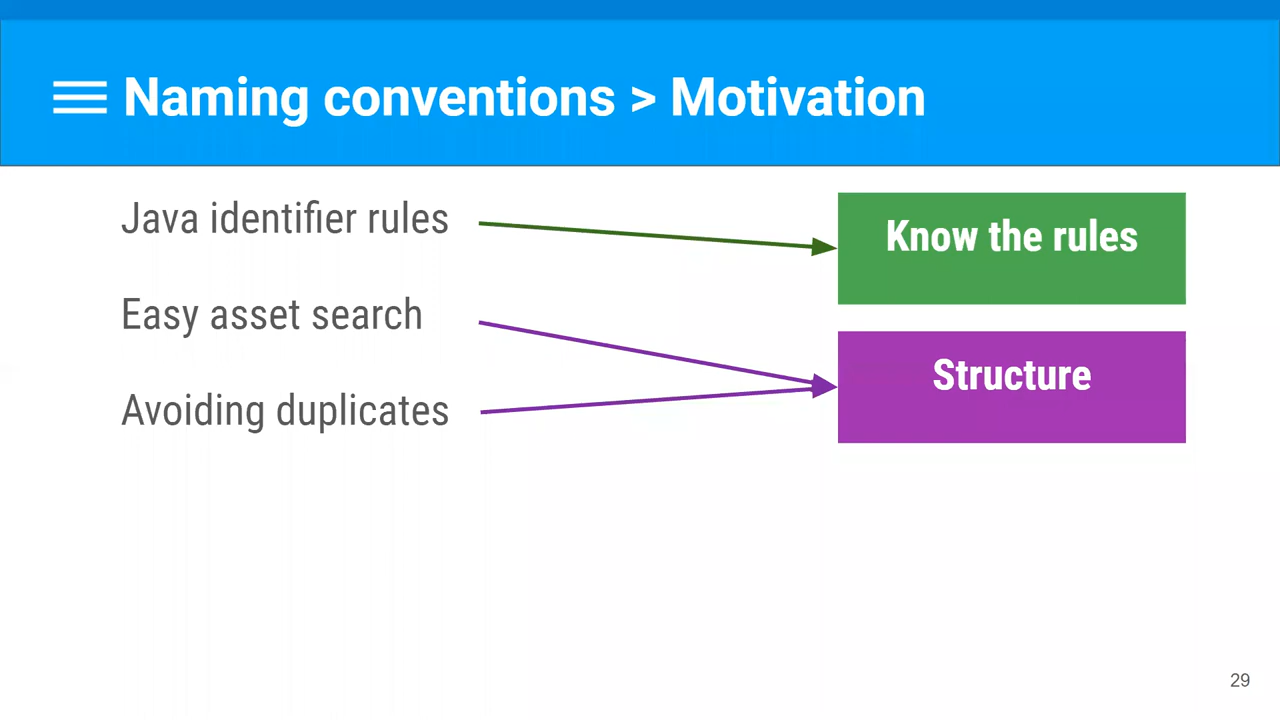 Naming conventions > Motivation
Java identifier rules
Know the rules
Easy asset search
Structure
Avoiding duplicates
29